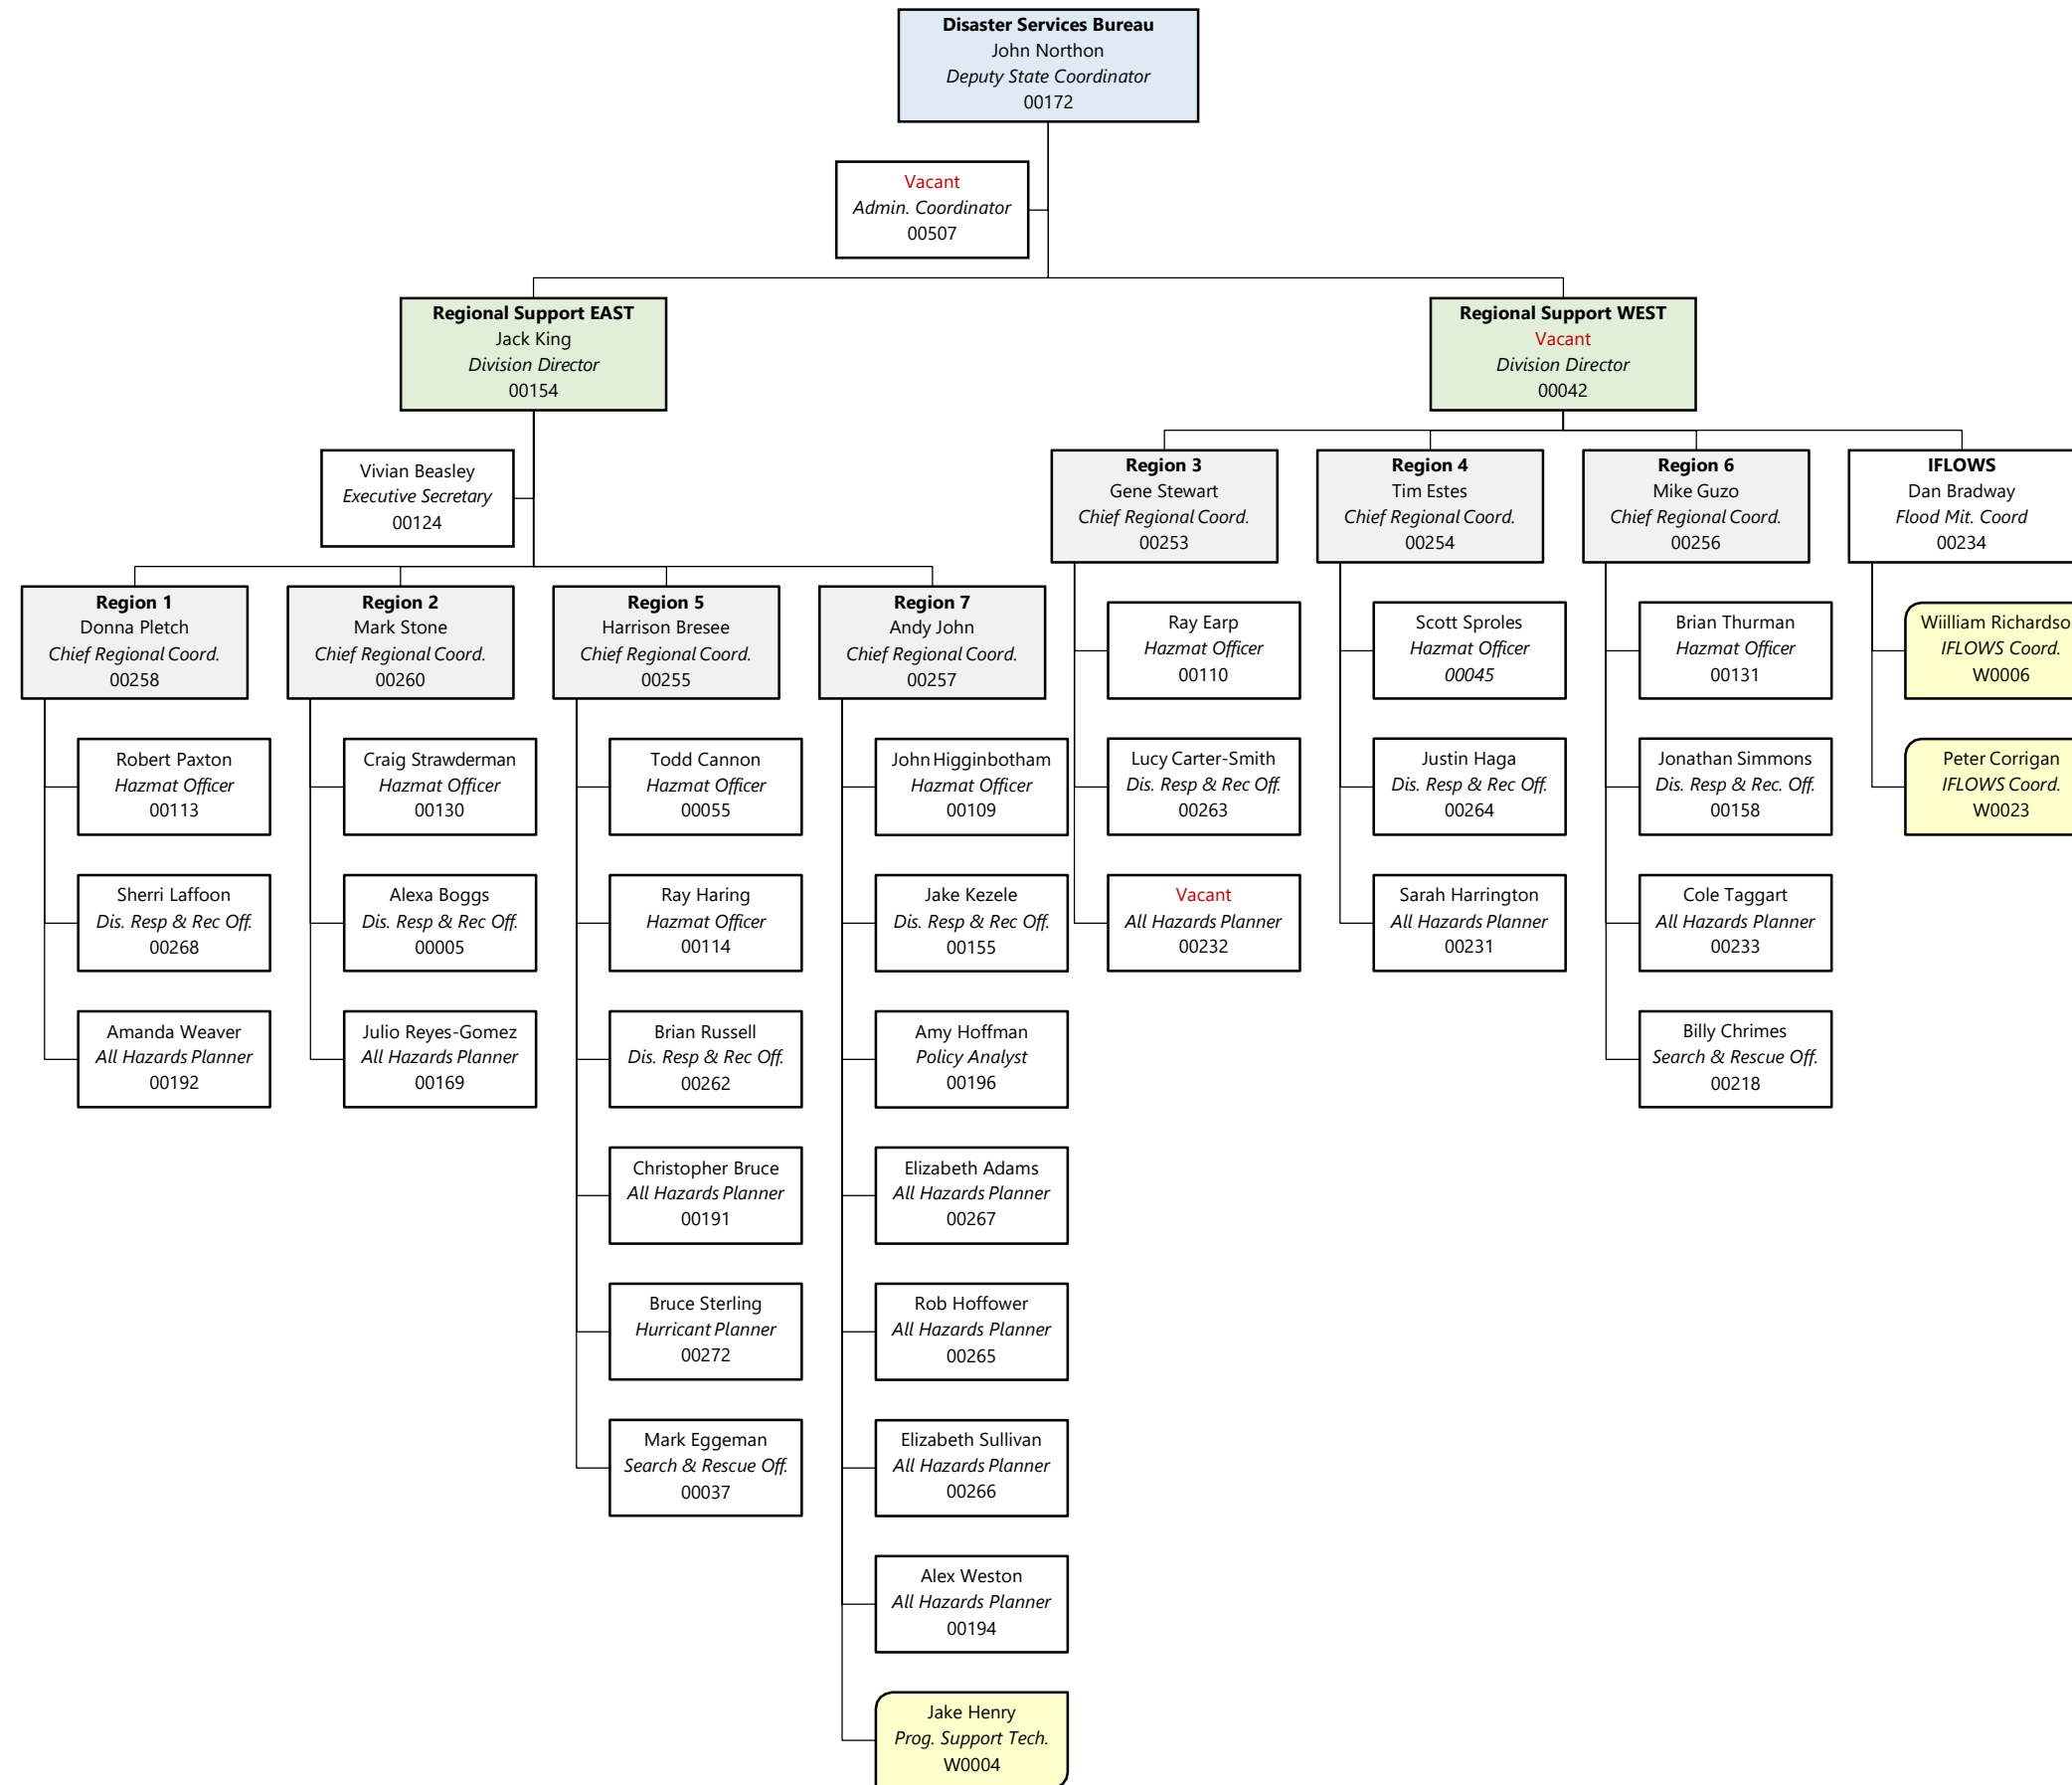 Disaster Services Bureau
John Northon
Deputy State Coordinator
00172
Vacant
Admin. Coordinator
00507
Regional Support EAST
Jack King
Division Director
00154
Vivian Beasley
Executive Secretary
00124
Region 1
Donna Pletch
Chief Regional Coord.
00258
Robert Paxton
Hazmat Officer
00113
Sherri Laffoon
Dis. Resp & Rec Off.
00268
Amanda Weaver
All Hazards Planner
00192
Region 2
Mark Stone
Chief Regional Coord.
00260
Craig Strawderman
Hazmat Officer
00130
Alexa Boggs
Dis. Resp & Rec Off.
00005
Julio Reyes-Gomez
All Hazards Planner
00169
Region 5
Harrison Bresee
Chief Regional Coord.
00255
Todd Cannon
Hazmat Officer
00055
Ray Haring
Hazmat Officer
00114
Brian Russell
Dis. Resp & Rec Off.
00262
Christopher Bruce
All Hazards Planner
00191
Bruce Sterling
Hurricant Planner
00272
Mark Eggeman
Search & Rescue Off.
00037
Region 7
Andy John
Chief Regional Coord.
00257
John Higginbotham
Hazmat Officer
00109
Jake Kezele
Dis. Resp & Rec Off.
00155
Amy Hoffman
Policy Analyst
00196
Elizabeth Adams
All Hazards Planner
00267
Rob Hoffower
All Hazards Planner
00265
Elizabeth Sullivan
All Hazards Planner
00266
Alex Weston
All Hazards Planner
00194
Jake Henry
Prog. Support Tech.
W0004
Regional Support WEST
Vacant
Division Director
00042
Region 3
Gene Stewart
Chief Regional Coord.
00253
Ray Earp
Hazmat Officer
00110
Lucy Carter-Smith
Dis. Resp & Rec Off.
00263
Vacant
All Hazards Planner
00232
Region 4
Tim Estes
Chief Regional Coord.
00254
Scott Sproles
Hazmat Officer
00045
Justin Haga
Dis. Resp & Rec Off.
00264
Sarah Harrington
All Hazards Planner
00231
Region 6
Mike Guzo
Chief Regional Coord.
00256
Brian Thurman
Hazmat Officer
00131
Jonathan Simmons
Dis. Resp & Rec. Off.
00158
Cole Taggart
All Hazards Planner
00233
Billy Chrimes
Search & Rescue Off.
00218
IFLOWS
Dan Bradway
Flood Mit. Coord
00234
Wiilliam Richardso
IFLOWS Coord.
W0006
Peter Corrigan
IFLOWS Coord.
W0023